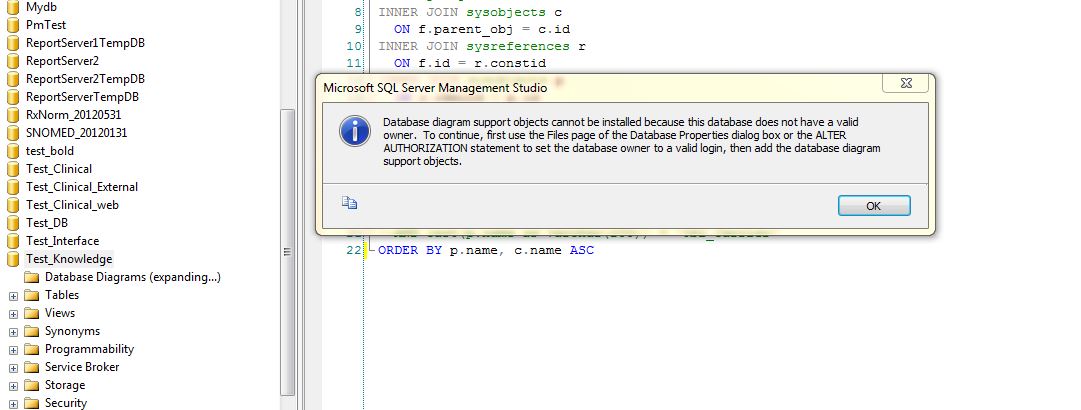 Mydb
PmTest
ReportServer1TempDB
ReportServer2
ReportServer2TempDB
ReportServerTempDB
RxNorm_20120531
SNOMED_20120131
test_bold
Test_Clinical
Test_Clinical_External
Test_Clinical_web
Test_DB
Test_Interface
Test_Knowledge
Database Diagrams (expanding...)
Tables
Views
Synonyms
Programmability
Service Broker
Storage
Security
8 INNER JOIN sysobjects c
9 ON f.parent_obj = c.id
10 INNER JOIN sysreferences r
11 ON f.id = r.constid
Microsoft SQL Server Management Studio
Database diagram support objects cannot be installed because this database does not have a valid
owner. To continue, first use the Files page of the Database Properties dialog box or the ALTER
AUTHORIZATION statement to set the database owner to a valid login, then add the database diagram
support objects.
OK
22 ORDER BY p.name, c.name ASC